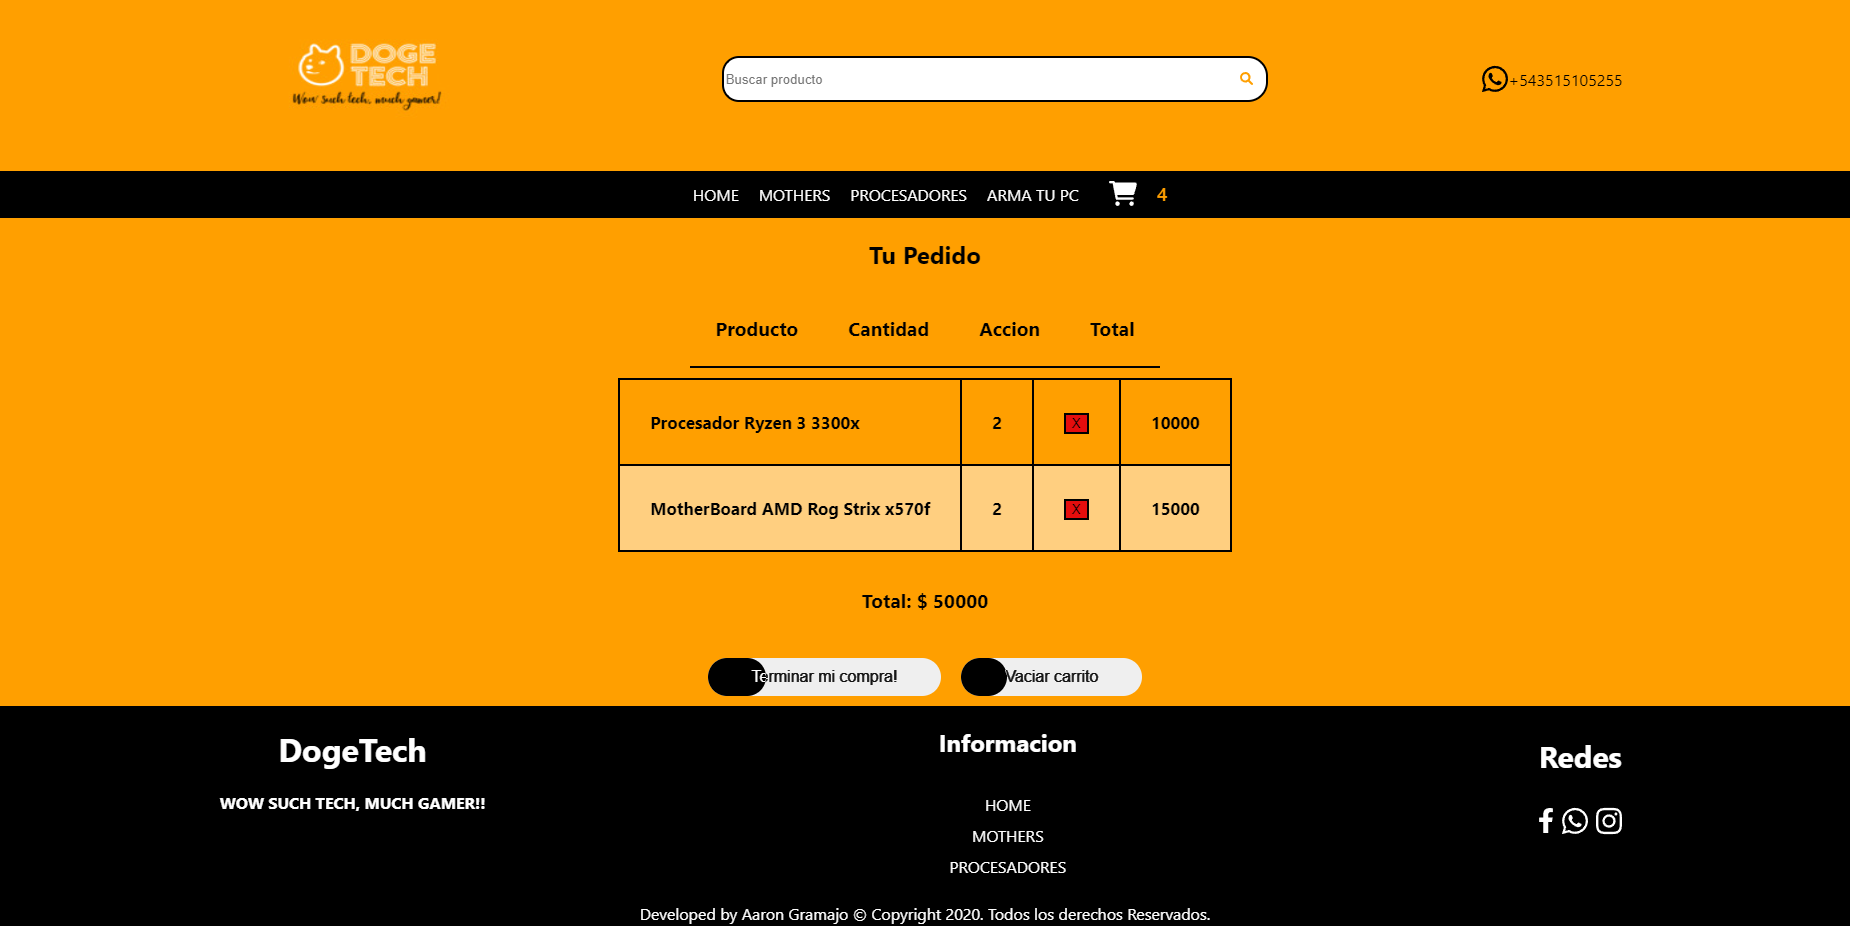 DOGE
TECH
Wow such tech, much gamer!
Buscar producto
+543515105255
HOME MOTHERS PROCESADORES ARMA TU PC 4
Tu Pedido
Producto Cantidad Accion Total
Procesador Ryzen 3 3300x 2 X 10000
MotherBoard AMD Rog Strix x570f 2 X 15000
Total: $ 50000
Terminar mi compra! Vaciar carrito
DogeTech
WOW SUCH TECH, MUCH GAMER!!
Informacion
HOME
MOTHERS
PROCESADORES
Redes
Developed by Aaron Gramajo © Copyright 2020. Todos los derechos Reservados.